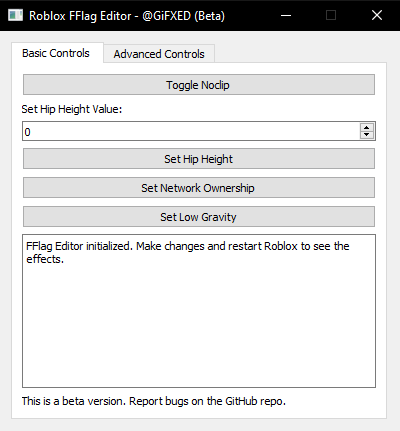 Roblox FFlag Editor - @GiFXED (Beta)
Basic Controls
Advanced Controls
Toggle Noclip
Set Hip Height Value:
0
Set Hip Height
Set Network Ownership
Set Low Gravity
FFlag Editor initialized. Make changes and restart Roblox to see the
effects.
This is a beta version. Report bugs on the GitHub repo.